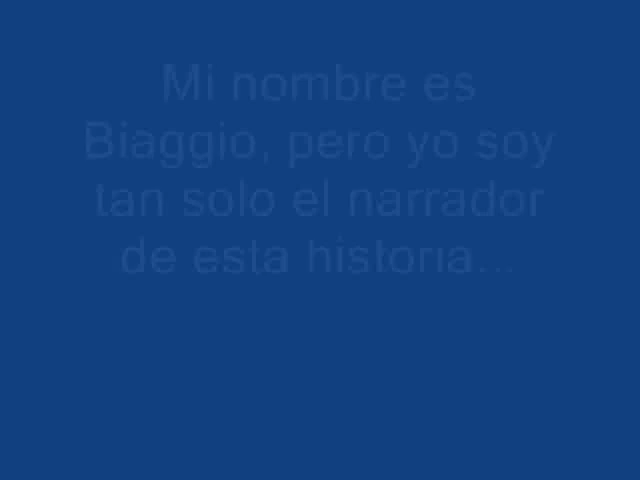 Mi nombre es
Biaggio, pero yo soy
tan solo el narrador
de esta historia...